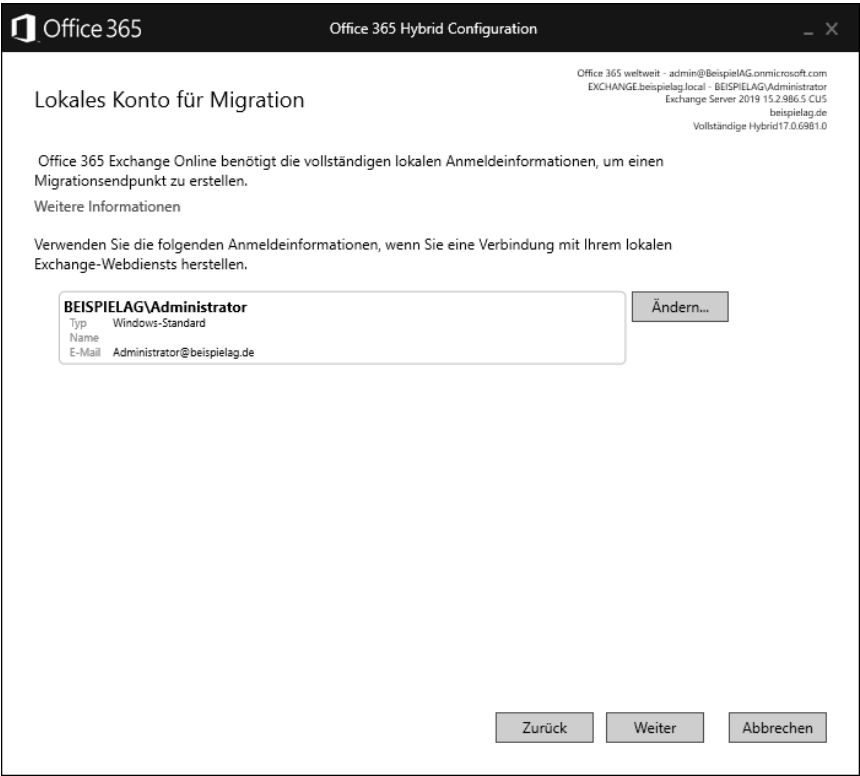 Office 365
Office 365 Hybrid Configuration
Office 365 weltweit - admin@BeispielAG.onmicrosoft.com
EXCHANGE.beispielag.local - BEISPIELAG\Administrator
Exchange Server 2019 15.2.986.5 CU5
beispielag.de
Vollständige Hybrid17.0.6981.0
Lokales Konto für Migration
Office 365 Exchange Online benötigt die vollständigen lokalen Anmeldeinformationen, um einen
Migrationsendpunkt zu erstellen.
Weitere Informationen
Verwenden Sie die folgenden Anmeldeinformationen, wenn Sie eine Verbindung mit Ihrem lokalen
Exchange-Webdiensts herstellen.
BEISPIELAG\Administrator
Typ Windows-Standard
Name
E-Mail Administrator@beispielag.de
Ändern...
Zurück
Weiter
Abbrechen